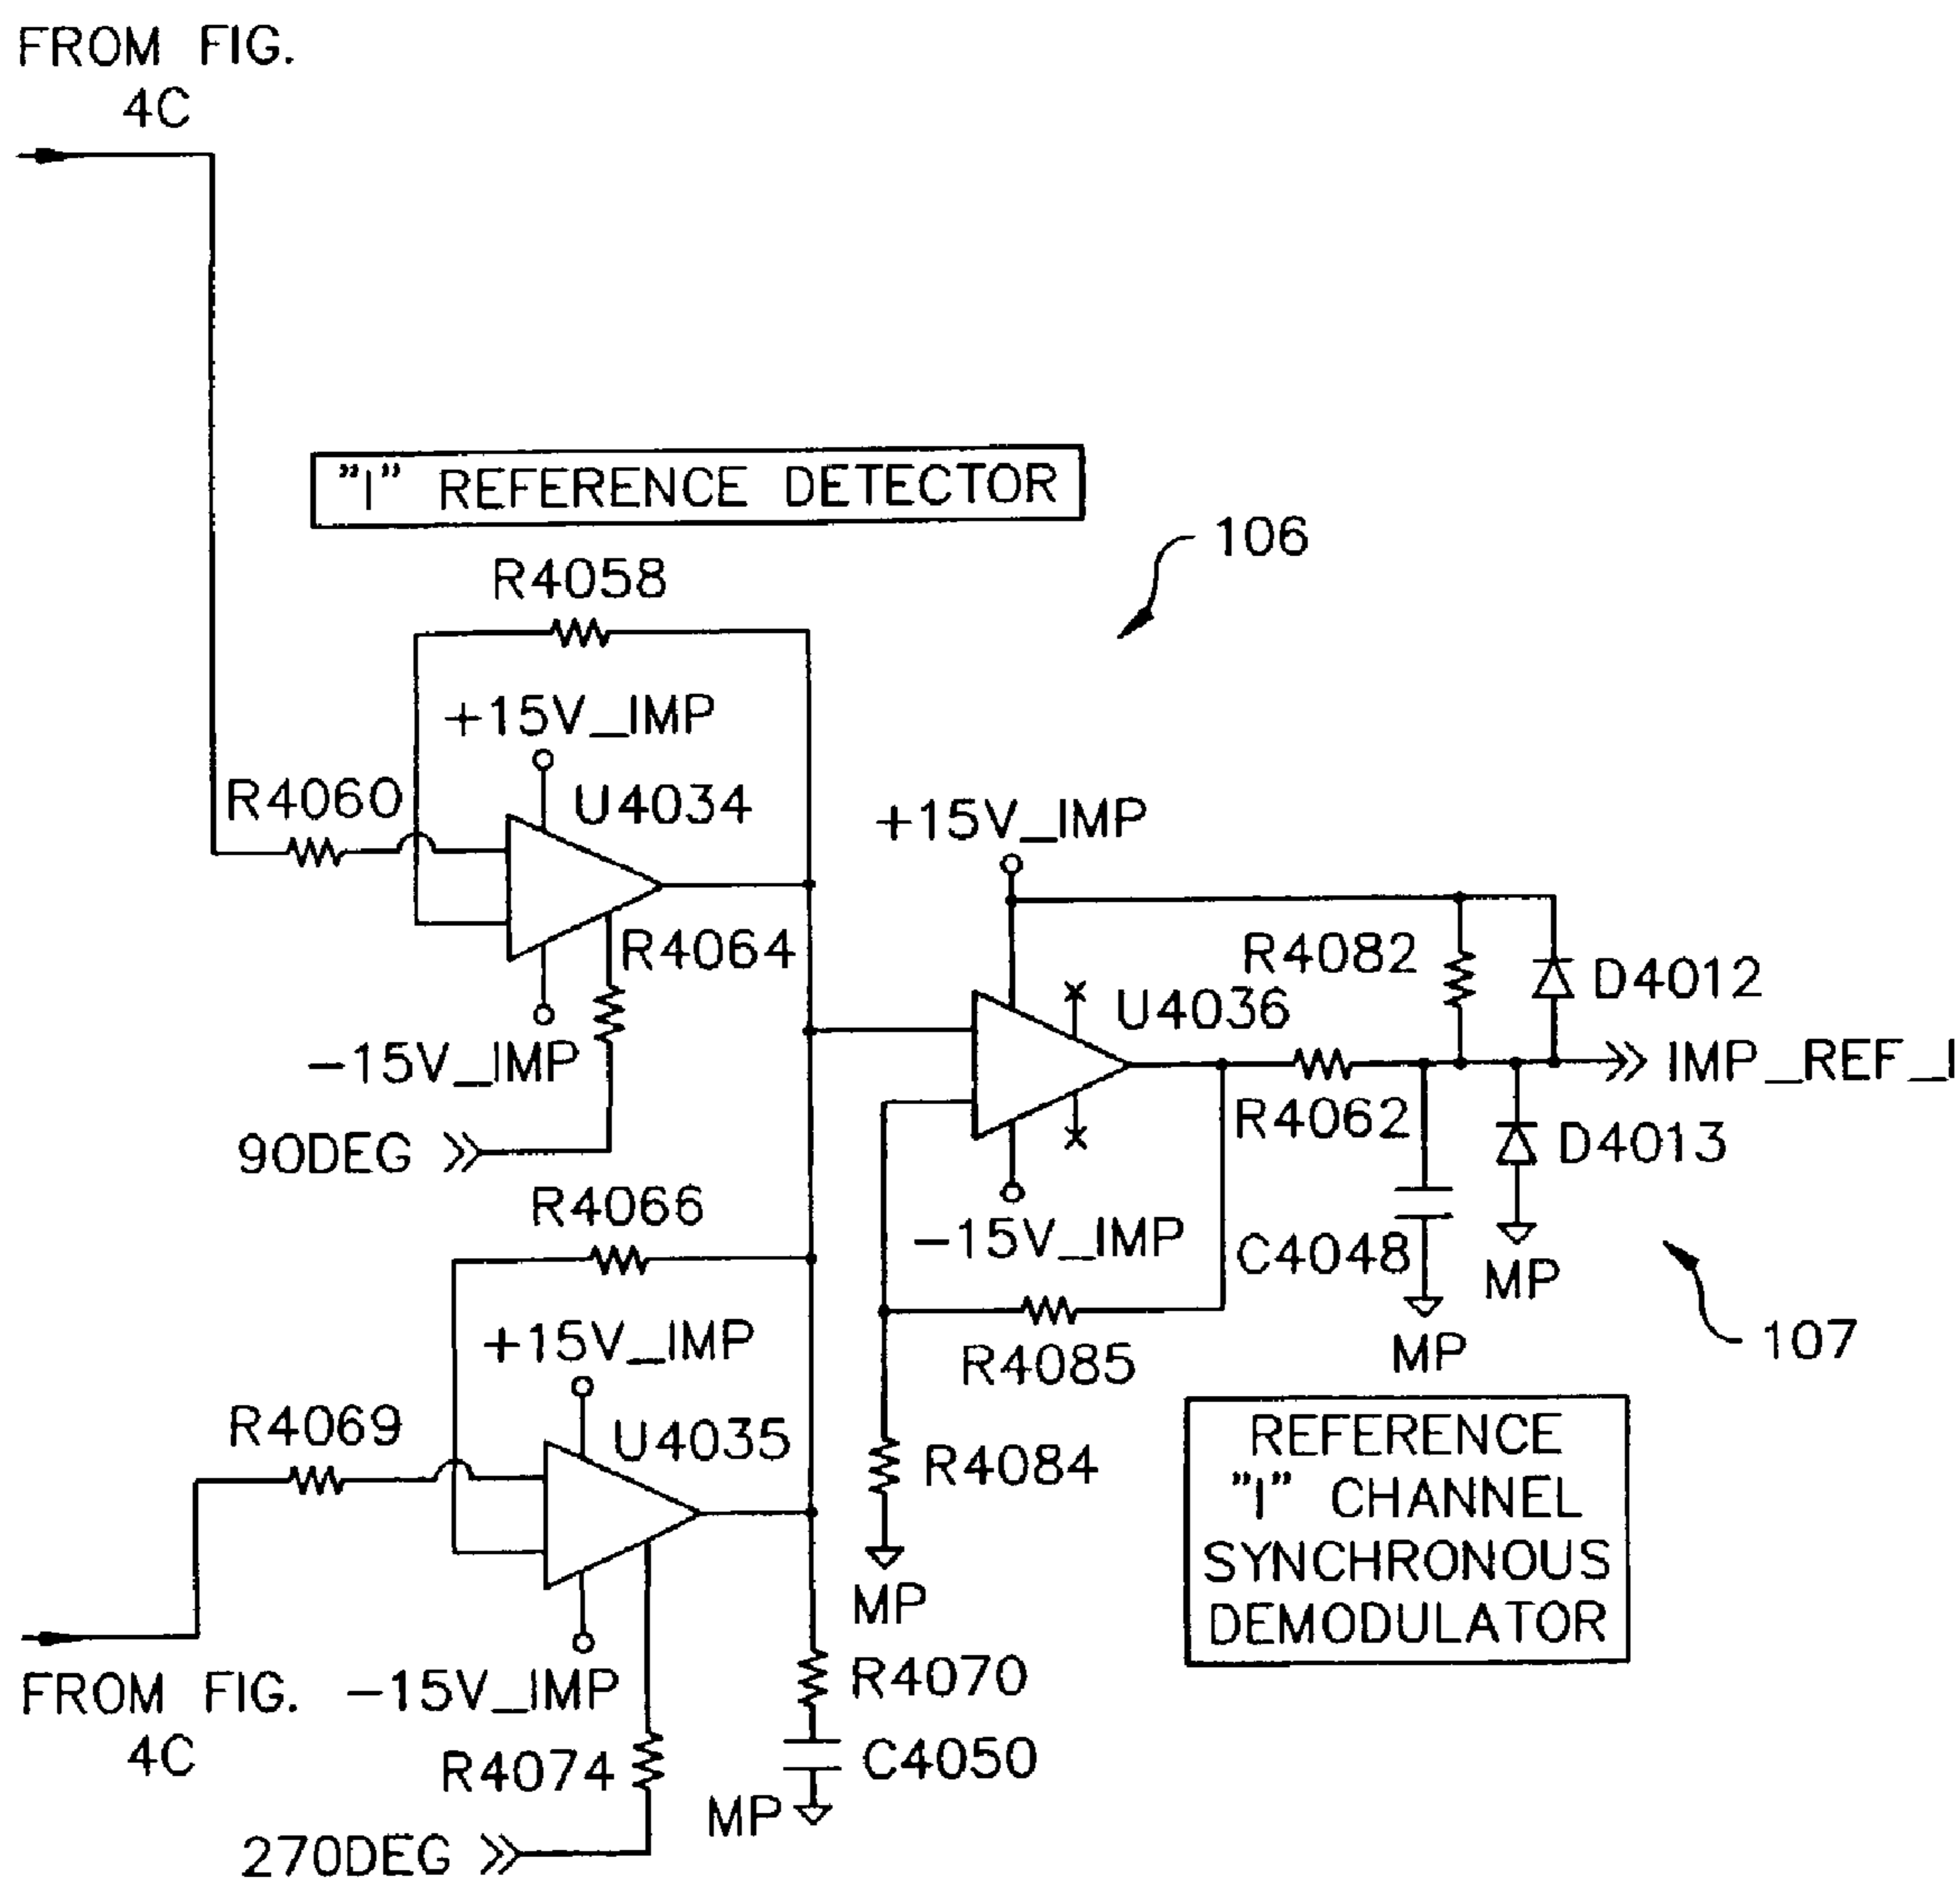 FROM FIG.
4C
"I" REFERENCE DETECTOR
106
R4058
+15V_IMP
R4060
U4034
+15V_IMP
R4064
R4082
D4012
U4036
-15V_IMP
IMP_REF_I
90DEG
R4062
D4013
R4066
-15V_IMP
C4048
MP
+15V_IMP
MP
107
R4085
R4069
U4035
R4084
REFERENCE
"I" CHANNEL
SYNCHRONOUS
DEMODULATOR
MP
FROM FIG.
4C
-15V_IMP
R4070
R4074
C4050
MP
270DEG